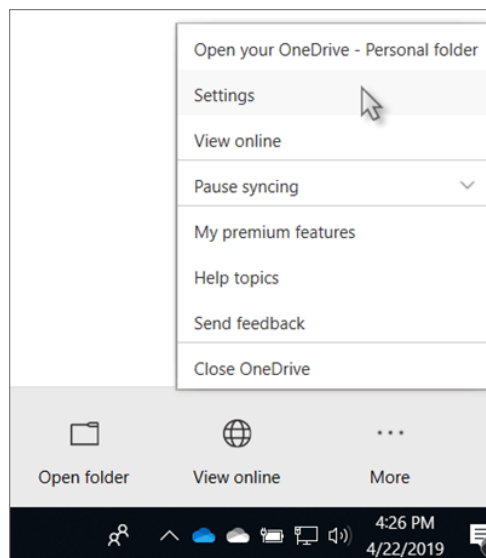 Open your OneDrive - Personal folder
Settings
View online
Pause syncing
My premium features
Help topics
Send feedback
Close OneDrive
Open folder
View online
More
4:26 PM
4/22/2019